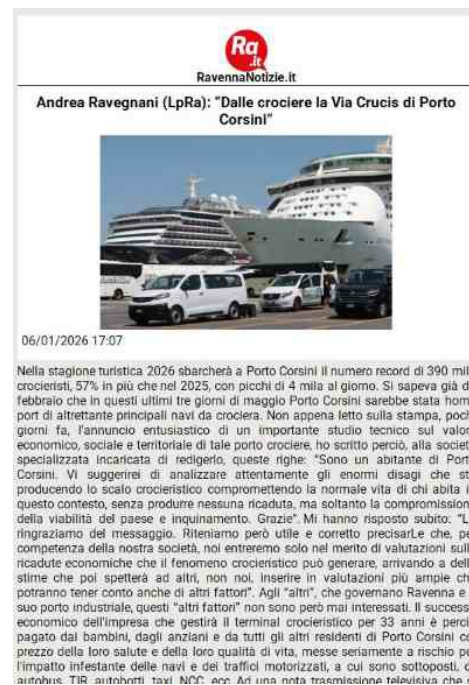 Ra
.it
RavennaNotizie.it
Andrea Ravegnani (LpRa): “Dalle crociere la Via Crucis di Porto
Corsini”
06/01/2026 17:07
Nella stagione turistica 2026 sbarcherà a Porto Corsini il numero record di 390 mil
crocieristi, 57% in più che nel 2025, con picchi di 4 mila al giorno. Si sapeva già d
febbraio che in questi ultimi tre giorni di maggio Porto Corsini sarebbe stata hom
port di altrettante principali navi da crociera. Non appena letto sulla stampa, poch
giorni fa, l'annuncio entusiastico di un importante studio tecnico sul valor
economico, sociale e territoriale di tale porto crociere, ho scritto perciò, alla societ
specializzata incaricata di redigerlo, queste righe: “Sono un abitante di Port
Corsini. Vi suggerirei di analizzare attentamente gli enormi disagi che st
producendo lo scalo crocieristico compromettendo la normale vita di chi abita i
questo contesto, senza produrre nessuna ricaduta, ma soltanto la compromission
della viabilità del paese e inquinamento. Grazie”. Mi hanno risposto subito: “L
ringraziamo del messaggio. Riteniamo però utile e corretto precisarLe che, pe
competenza della nostra società, noi entreremo solo nel merito di valutazioni sull
ricadute economiche che il fenomeno crocieristico può generare, arrivando a dell
stime che poi spetterà ad altri, non noi, inserire in valutazioni più ampie ch
potranno tener conto anche di altri fattori”. Agli “altri”, che governano Ravenna e
suo porto industriale, questi “altri fattori” non sono però mai interessati. Il success
economico dell'impresa che gestirà il terminal crocieristico per 33 anni è perci
pagato dai bambini, dagli anziani e da tutti gli altri residenti di Porto Corsini co
prezzo della loro salute e della loro qualità di vita, messe seriamente a rischio pe
l'impatto infestante delle navi e dei traffici motorizzati, a cui sono sottoposti, d
autobus, TIR, autobotti, taxi, NCC, ecc. Ad una nota trasmissione televisiva che